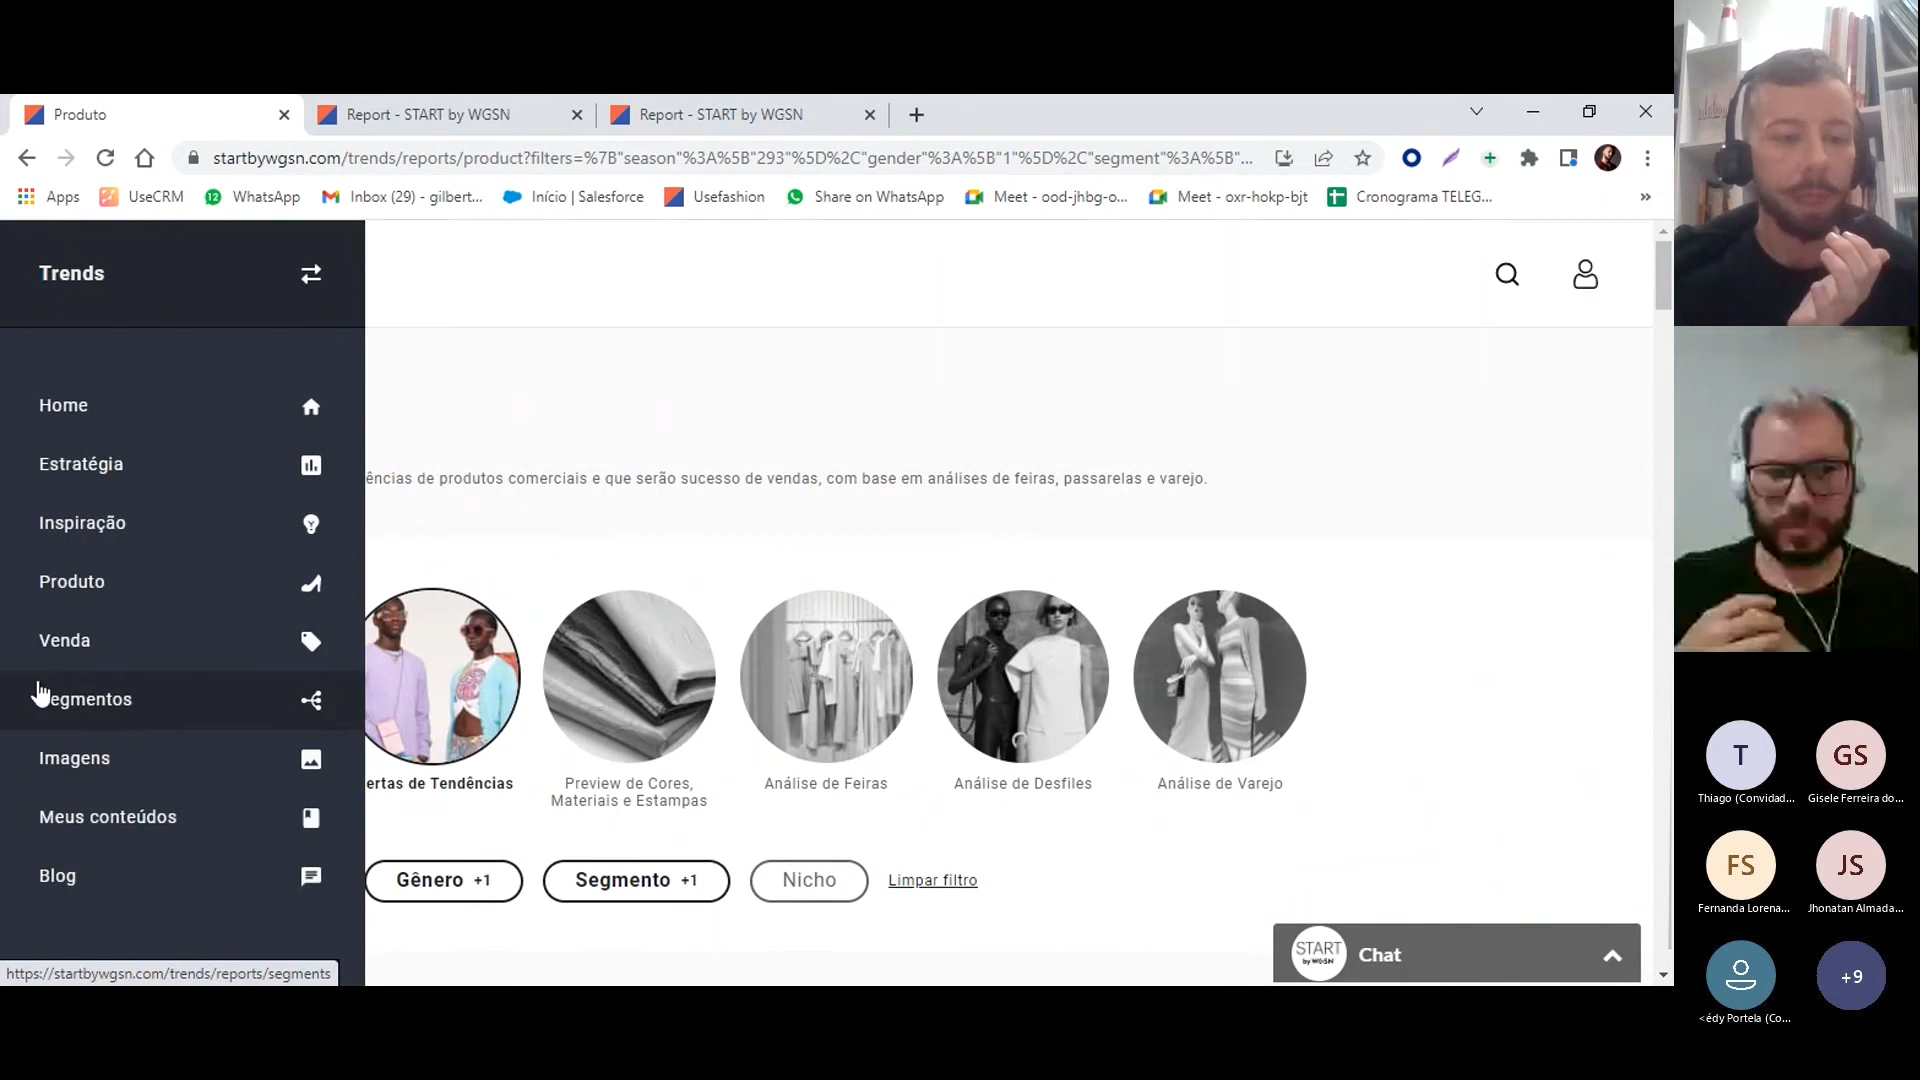 Produto
Report - START by WGSN
Report - START by WGSN
startbywgsn.com/trends/reports/product?filters=%7B"season"%3A%5B"293"%5D%2C"gender"%3A%5B"1"%5D%2C"segment"%3A%5B"...
Apps
UseCRM
12
WhatsApp
Inbox (29) - gilbert...
Início | Salesforce
Usefashion
Share on WhatsApp
Meet - ood-jhbg-o...
Meet - oxr-hokp-bjt
Cronograma TELEG...
»
Trends
Home
Estratégia
Inspiração
Produto
Venda
egmentos
Imagens
Meus conteúdos
Blog
https://startbywgsn.com/trends/reports/segments
ências de produtos comerciais e que serão sucesso de vendas, com base em análises de feiras, passarelas e varejo.
ertas de Tendências
Preview de Cores,
Materiais e Estampas
Análise de Feiras
Análise de Desfiles
Análise de Varejo
Gênero +1
Segmento +1
Nicho
Limpar filtro
START
by WGSN
Chat
T
Thiago (Convidad...
GS
Gisele Ferreira do...
FS
Fernanda Lorena...
JS
Jhonatan Almada...
<édy Portela (Co...
+9